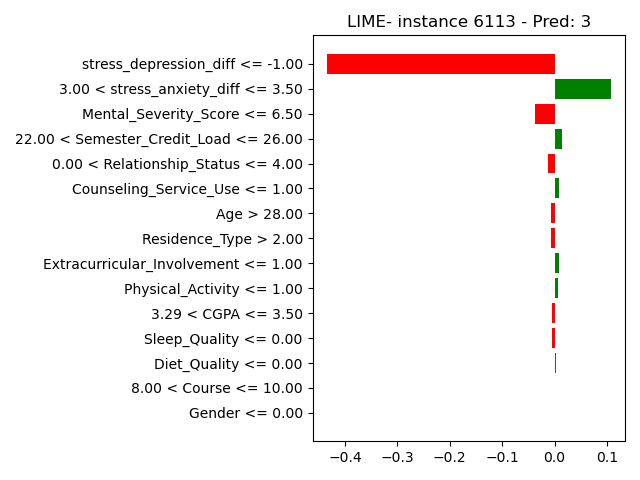 LIME- instance 6113 - Pred: 3
stress_depression_diff <= -1.00
3.00 < stress_anxiety_diff <= 3.50
Mental_Severity_Score <= 6.50
22.00 < Semester_Credit_Load <= 26.00
0.00 < Relationship_Status <= 4.00
Counseling_Service_Use <= 1.00
Age > 28.00
Residence_Type > 2.00
Extracurricular_Involvement <= 1.00
Physical_Activity <= 1.00
3.29 < CGPA <= 3.50
Sleep_Quality <= 0.00
Diet_Quality <= 0.00
8.00 < Course <= 10.00
Gender <= 0.00
−0.4 −0.3 −0.2 −0.1 0.0 0.1